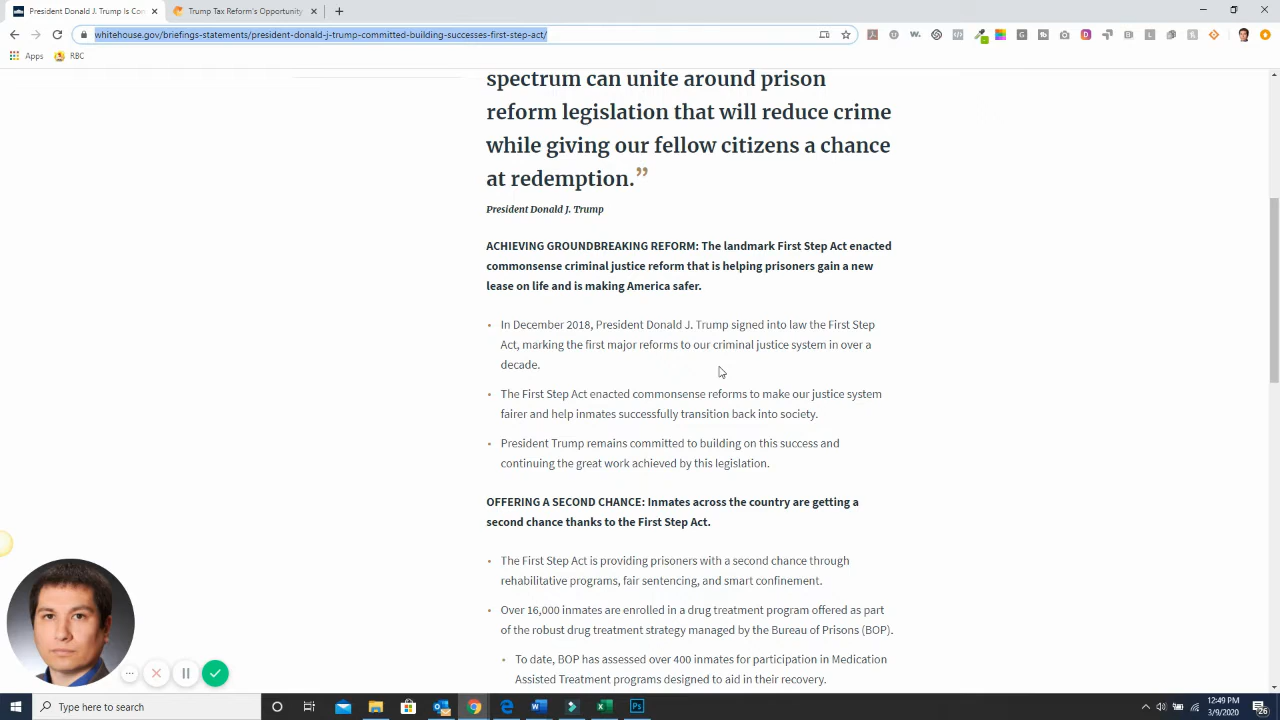 President Donald J. Trump Is Con
Trump Tax Reform's Opportunity
whitehouse.gov/briefings-statements/president-donald-j-trump-committed-building-successes-first-step-act/
Apps
RBC
spectrum can unite around prison
reform legislation that will reduce crime
while giving our fellow citizens a chance
at redemption.”
President Donald J. Trump
ACHIEVING GROUNDBREAKING REFORM: The landmark First Step Act enacted
commonsense criminal justice reform that is helping prisoners gain a new
lease on life and is making America safer.
In December 2018, President Donald J. Trump signed into law the First Step
Act, marking the first major reforms to our criminal justice system in over a
decade.
The First Step Act enacted commonsense reforms to make our justice system
fairer and help inmates successfully transition back into society.
President Trump remains committed to building on this success and
continuing the great work achieved by this legislation.
OFFERING A SECOND CHANCE: Inmates across the country are getting a
second chance thanks to the First Step Act.
The First Step Act is providing prisoners with a second chance through
rehabilitative programs, fair sentencing, and smart confinement.
Over 16,000 inmates are enrolled in a drug treatment program offered as part
of the robust drug treatment strategy managed by the Bureau of Prisons (BOP).
To date, BOP has assessed over 400 inmates for participation in Medication
Assisted Treatment programs designed to aid in their recovery.
Type here to search
12:49 PM
3/9/2020